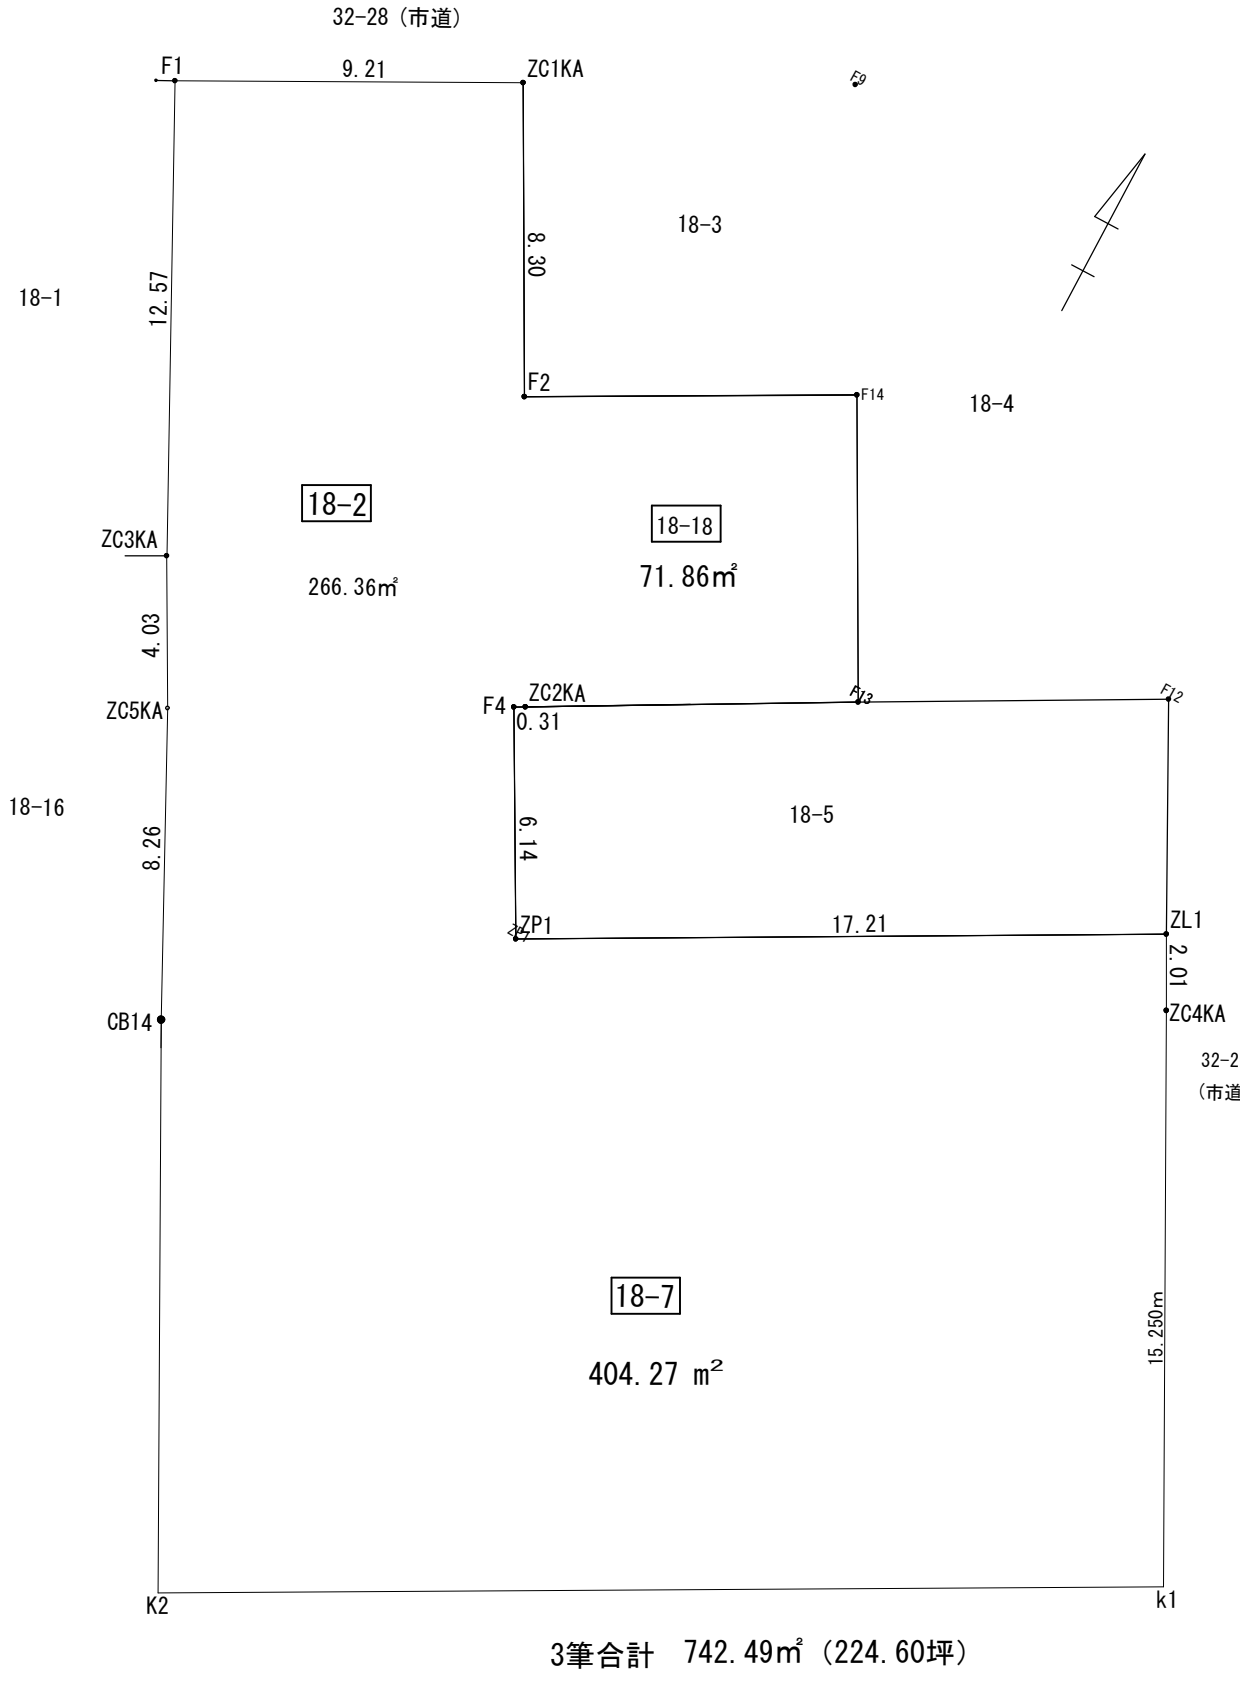 32-28 (市道)
F1
9.21
ZC1KA
F9
18-3
8.30
12.57
18-1
F2
F14
18-4
18-2
18-18
ZC3KA
71.86㎡
266.36㎡
4.03
F13
F12
ZC2KA
F4
ZC5KA
0.31
18-16
18-5
6.14
8.26
ZP1
17.21
ZL1
2.01
CB14
ZC4KA
32-2
(市道
18-7
15.250m
404.27 m²
K2
k1
3筆合計 742.49㎡ (224.60坪)